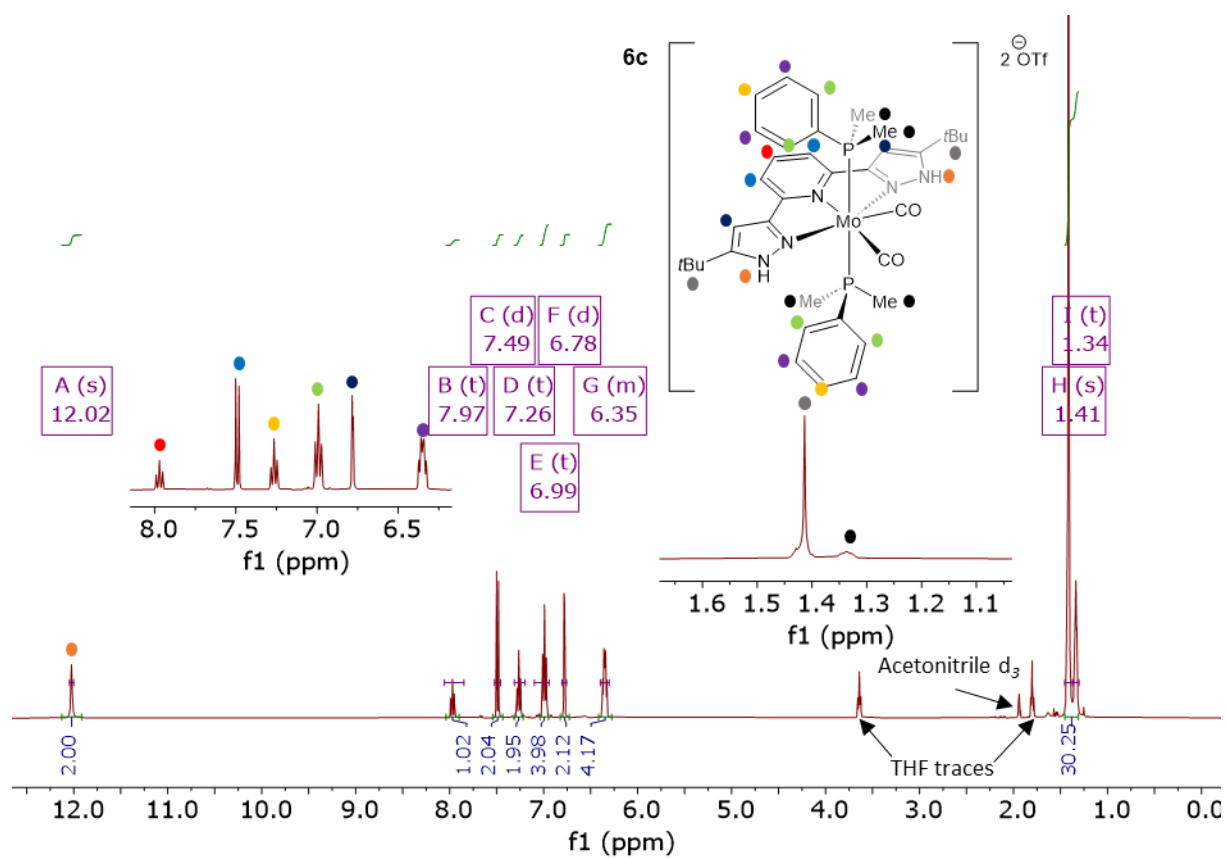 6c
2 OTf
⊖
Me
Me
tBu
P
N
NH
N
CO
Mo
N
CO
tBu
N
H
P
Me
Me
A (s)
12.02
C (d)
7.49
F (d)
6.78
I (t)
1.34
B (t)
7.97
D (t)
7.26
G (m)
6.35
H (s)
1.41
E (t)
6.99
8.0 7.5 7.0 6.5
f1 (ppm)
1.6 1.5 1.4 1.3 1.2 1.1
f1 (ppm)
Acetonitrile d3
THF traces
2.00
1.02
2.04
1.95
3.98
2.12
4.17
30.25
12.0 11.0 10.0 9.0 8.0 7.0 6.0 5.0 4.0 3.0 2.0 1.0 0.0
f1 (ppm)